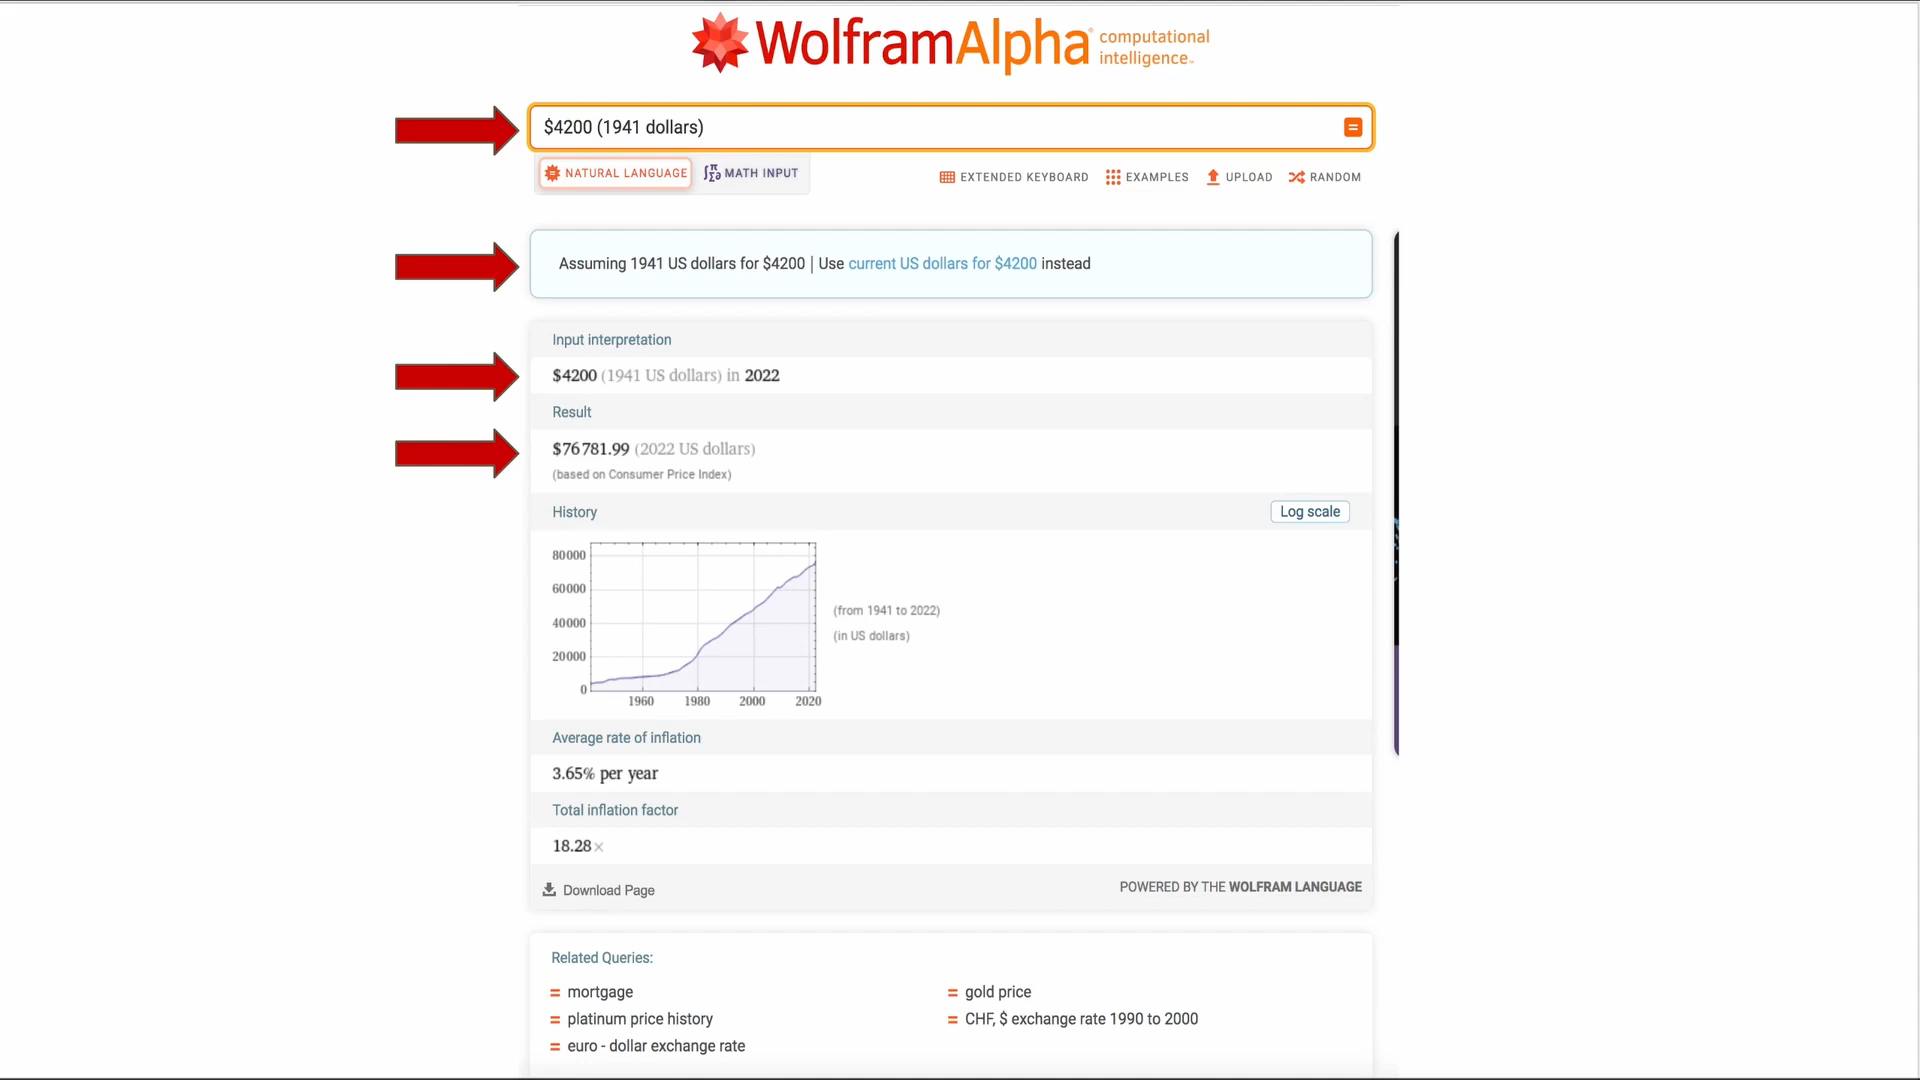 WolframAlpha computational intelligence™
$4200 (1941 dollars)
NATURAL LANGUAGE
MATH INPUT
EXTENDED KEYBOARD
EXAMPLES
UPLOAD
RANDOM
Assuming 1941 US dollars for $4200 | Use current US dollars for $4200 instead
Input interpretation
$4200 (1941 US dollars) in 2022
Result
$76781.99 (2022 US dollars)
(based on Consumer Price Index)
History
Log scale
80000
60000
40000
20000
0
1960 1980 2000 2020
(from 1941 to 2022)
(in US dollars)
Average rate of inflation
3.65% per year
Total inflation factor
18.28×
Download Page
POWERED BY THE WOLFRAM LANGUAGE
Related Queries:
= mortgage
= gold price
= platinum price history
= CHF, $ exchange rate 1990 to 2000
= euro - dollar exchange rate